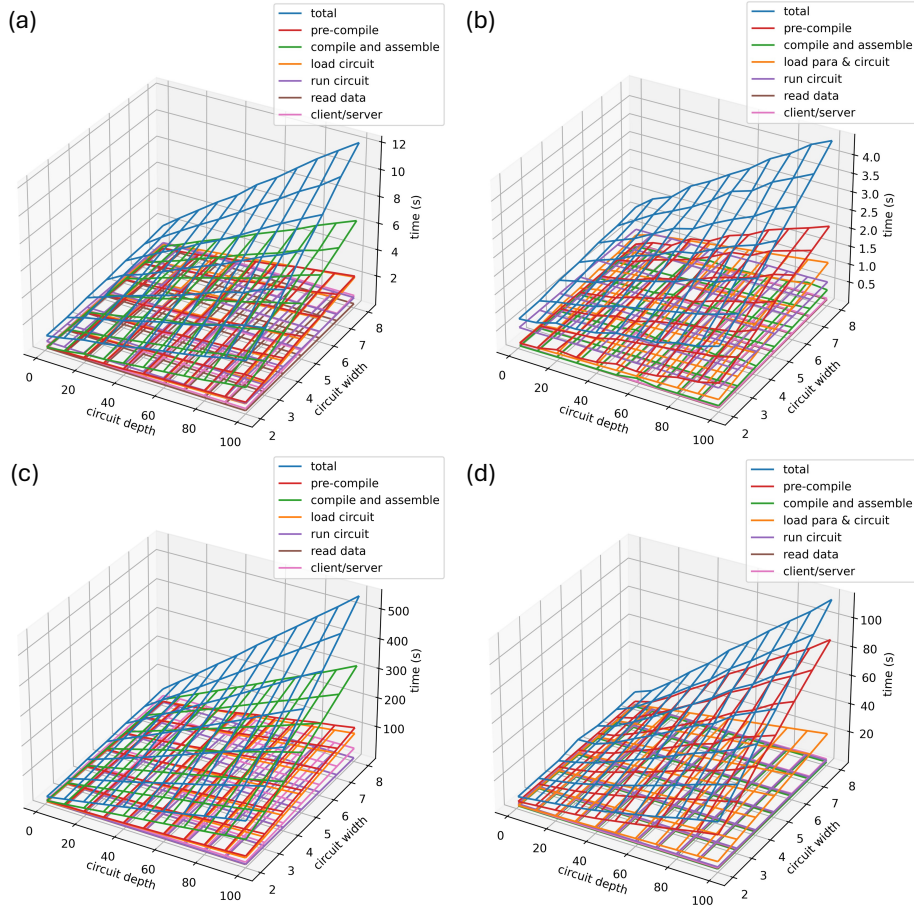 (a)
total
pre-compile
compile and assemble
load circuit
run circuit
read data
client/server
12
10
8
6
4
2
time (s)
0
20
40
60
80
100
circuit depth
2
3
4
5
6
7
8
circuit width
(b)
total
pre-compile
compile and assemble
load para & circuit
run circuit
read data
client/server
4.0
3.5
3.0
2.5
2.0
1.5
1.0
0.5
time (s)
0
20
40
60
80
100
circuit depth
2
3
4
5
6
7
8
circuit width
(c)
total
pre-compile
compile and assemble
load circuit
run circuit
read data
client/server
500
400
300
200
100
time (s)
0
20
40
60
80
100
circuit depth
2
3
4
5
6
7
8
circuit width
(d)
total
pre-compile
compile and assemble
load para & circuit
run circuit
read data
client/server
100
80
60
40
20
time (s)
0
20
40
60
80
100
circuit depth
2
3
4
5
6
7
8
circuit width